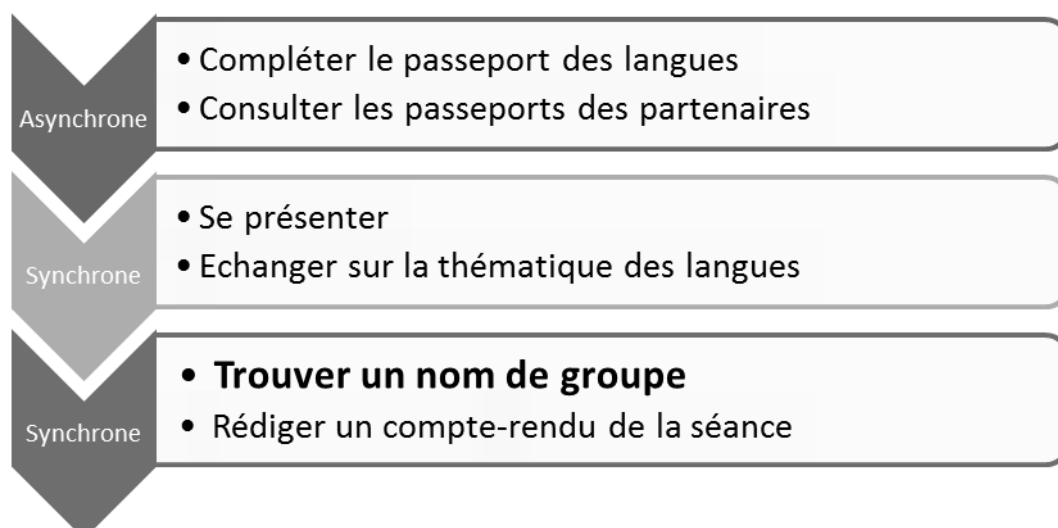 Asynchrone
• Compléter le passeport des langues
• Consulter les passeports des partenaires
Synchrone
• Se présenter
• Echanger sur la thématique des langues
Synchrone
• Trouver un nom de groupe
• Rédiger un compte-rendu de la séance